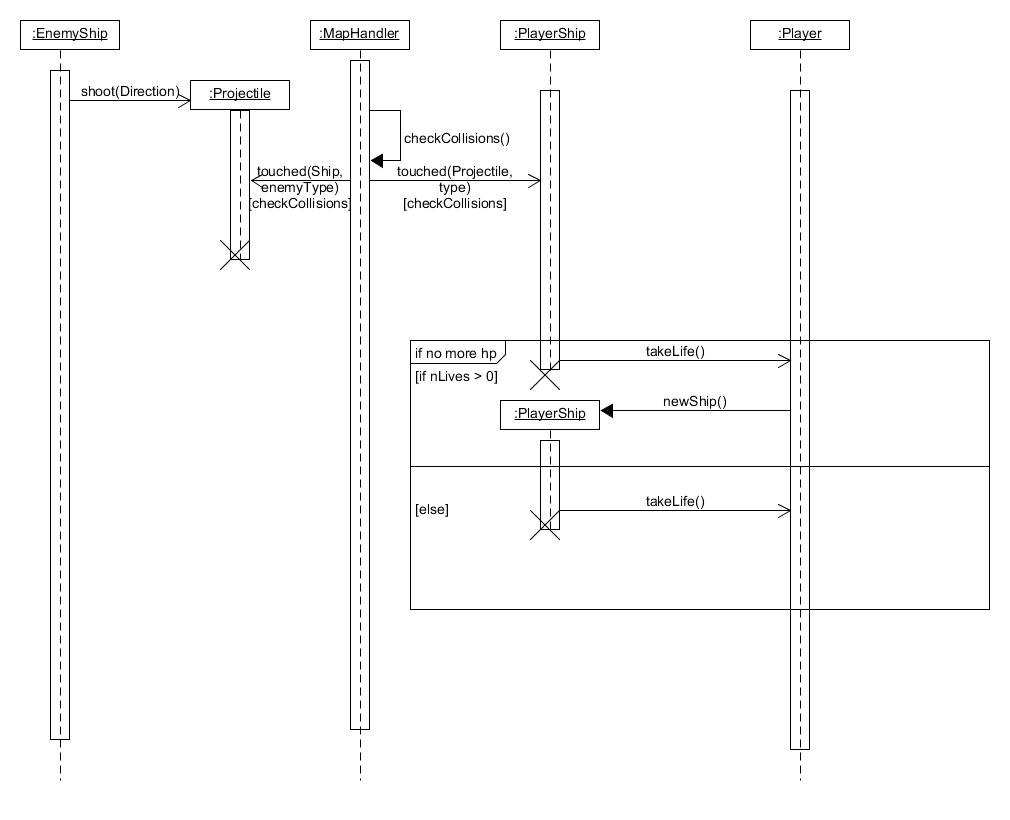 :EnemyShip
:MapHandler
:PlayerShip
:Player
shoot(Direction)
:Projectile
checkCollisions()
touched(Ship,
enemyType)
[checkCollisions]
touched(Projectile,
type)
[checkCollisions]
if no more hp
takeLife()
[if nLives > 0]
newShip()
:PlayerShip
takeLife()
[else]